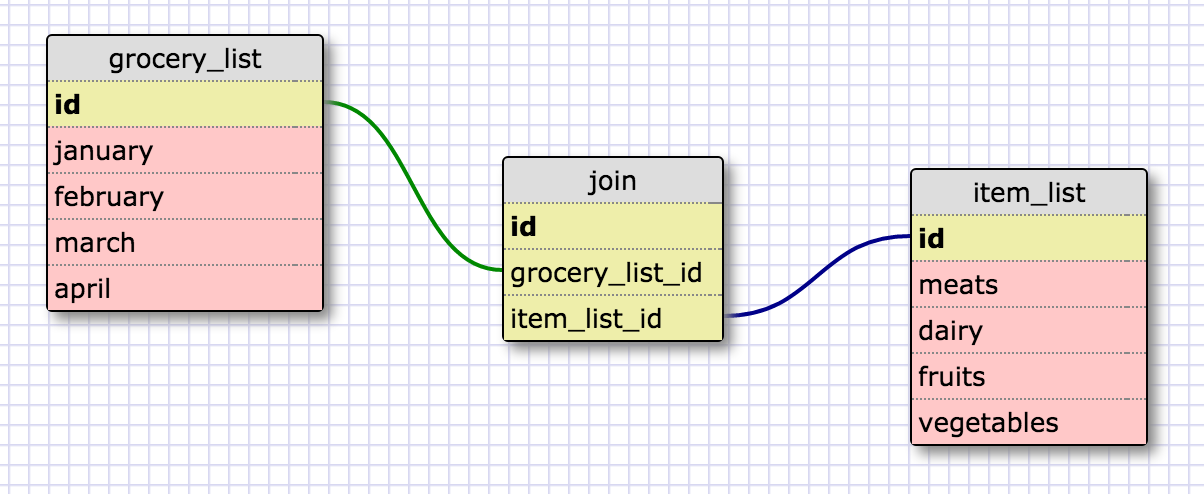 grocery_list
id
january
february
march
april
join
id
grocery_list_id
item_list_id
item_list
id
meats
dairy
fruits
vegetables